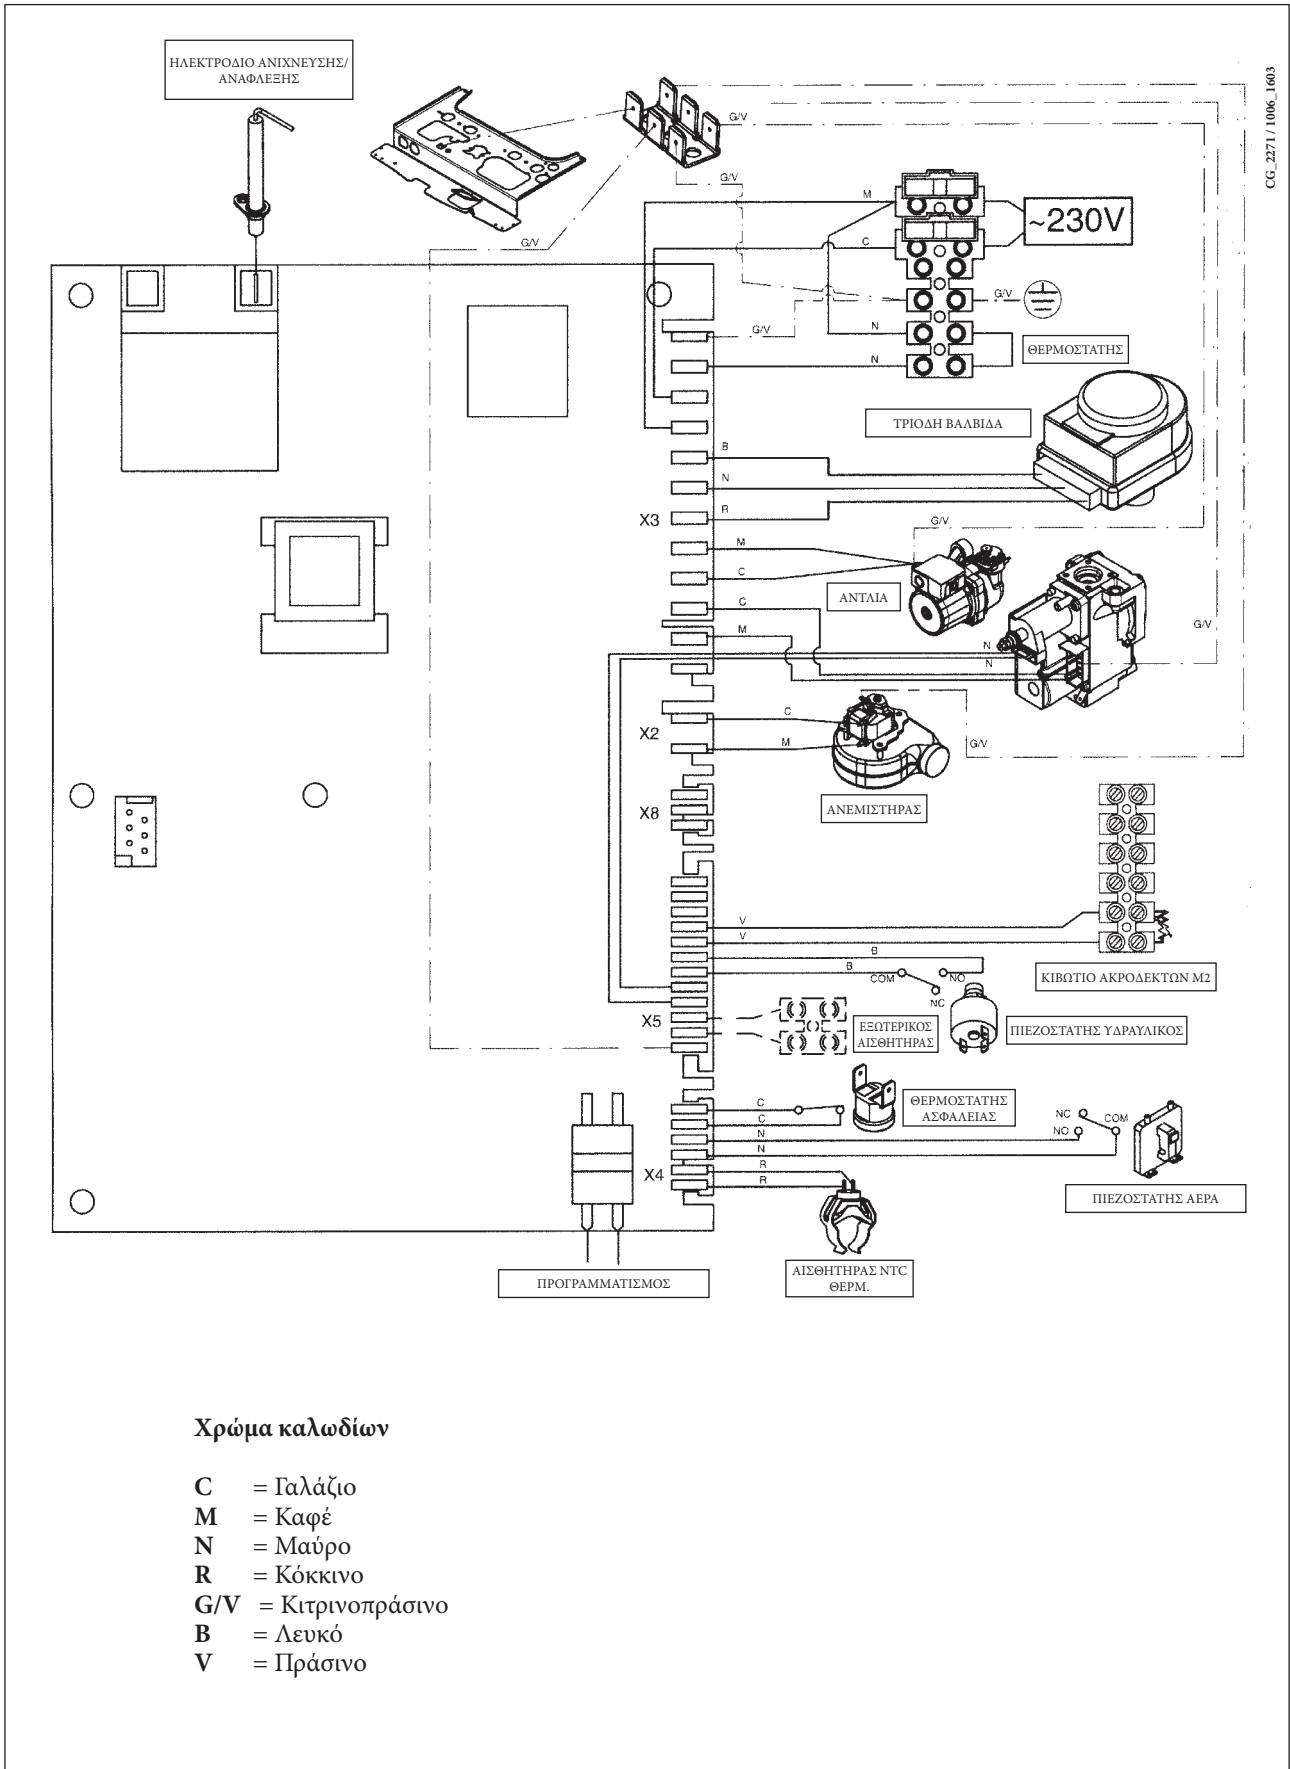 ΗΛΕΚΤΡΟΔΙΟ ΑΝΙΧΝΕΥΣΗΣ/
ΑΝΑΦΛΕΞΗΣ
CG_2271 / 1006_1603
G/V
G/V
G/V
M
~230V
C
G/V
G/V
N
ΘΕΡΜΟΣΤΑΤΗΣ
N
ΤΡΙΟΔΗ ΒΑΛΒΙΔΑ
B
N
R
X3
G/V
M
C
ΑΝΤΛΙΑ
C
M
G/V
N
N
C
X2
M
G/V
ΑΝΕΜΙΣΤΗΡΑΣ
X8
V
V
B
B
COM
NO
NC
ΚΙΒΩΤΙΟ ΑΚΡΟΔΕΚΤΩΝ M2
X5
ΕΞΩΤΕΡΙΚΟΣ
ΑΙΣΘΗΤΗΡΑΣ
ΠΙΕΖΟΣΤΑΤΗΣ ΥΔΡΑΥΛΙΚΟΣ
C
C
ΘΕΡΜΟΣΤΑΤΗΣ
ΑΣΦΑΛΕΙΑΣ
NC
COM
NO
N
N
X4
R
R
ΠΙΕΖΟΣΤΑΤΗΣ ΑΕΡΑ
ΠΡΟΓΡΑΜΜΑΤΙΣΜΟΣ
ΑΙΣΘΗΤΗΡΑΣ NTC
ΘΕΡΜ.
Χρώμα καλωδίων
C = Γαλάζιο
M = Καφέ
N = Μαύρο
R = Κόκκινο
G/V = Κιτρινοπράσινο
B = Λευκό
V = Πράσινο